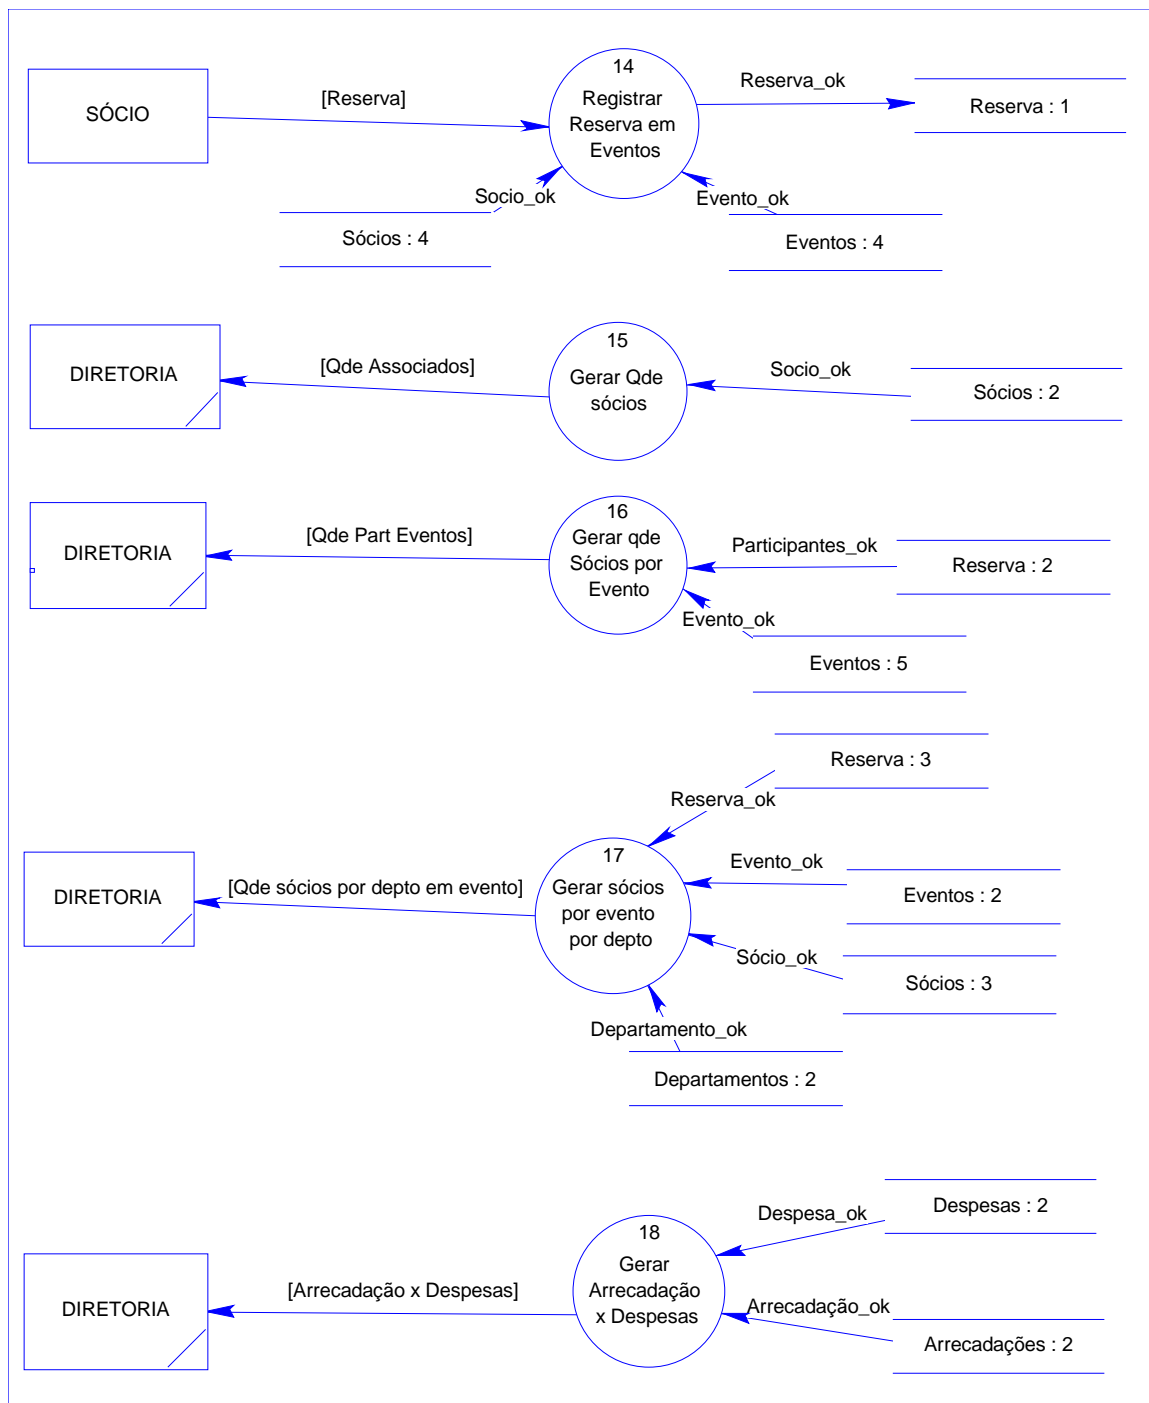 14
Registrar
Reserva em
Eventos
SÓCIO
[Reserva]
Reserva_ok
Reserva : 1
Socio_ok
Evento_ok
Sócios : 4
Eventos : 4
15
Gerar Qde
sócios
DIRETORIA
[Qde Associados]
Socio_ok
Sócios : 2
16
Gerar qde
Sócios por
Evento
DIRETORIA
[Qde Part Eventos]
Participantes_ok
Reserva : 2
Evento_ok
Eventos : 5
Reserva : 3
Reserva_ok
17
Gerar sócios
por evento
por depto
DIRETORIA
[Qde sócios por depto em evento]
Evento_ok
Eventos : 2
Sócio_ok
Sócios : 3
Departamento_ok
Departamentos : 2
Despesas : 2
Despesa_ok
18
Gerar
Arrecadação
x Despesas
DIRETORIA
[Arrecadação x Despesas]
Arrecadação_ok
Arrecadações : 2